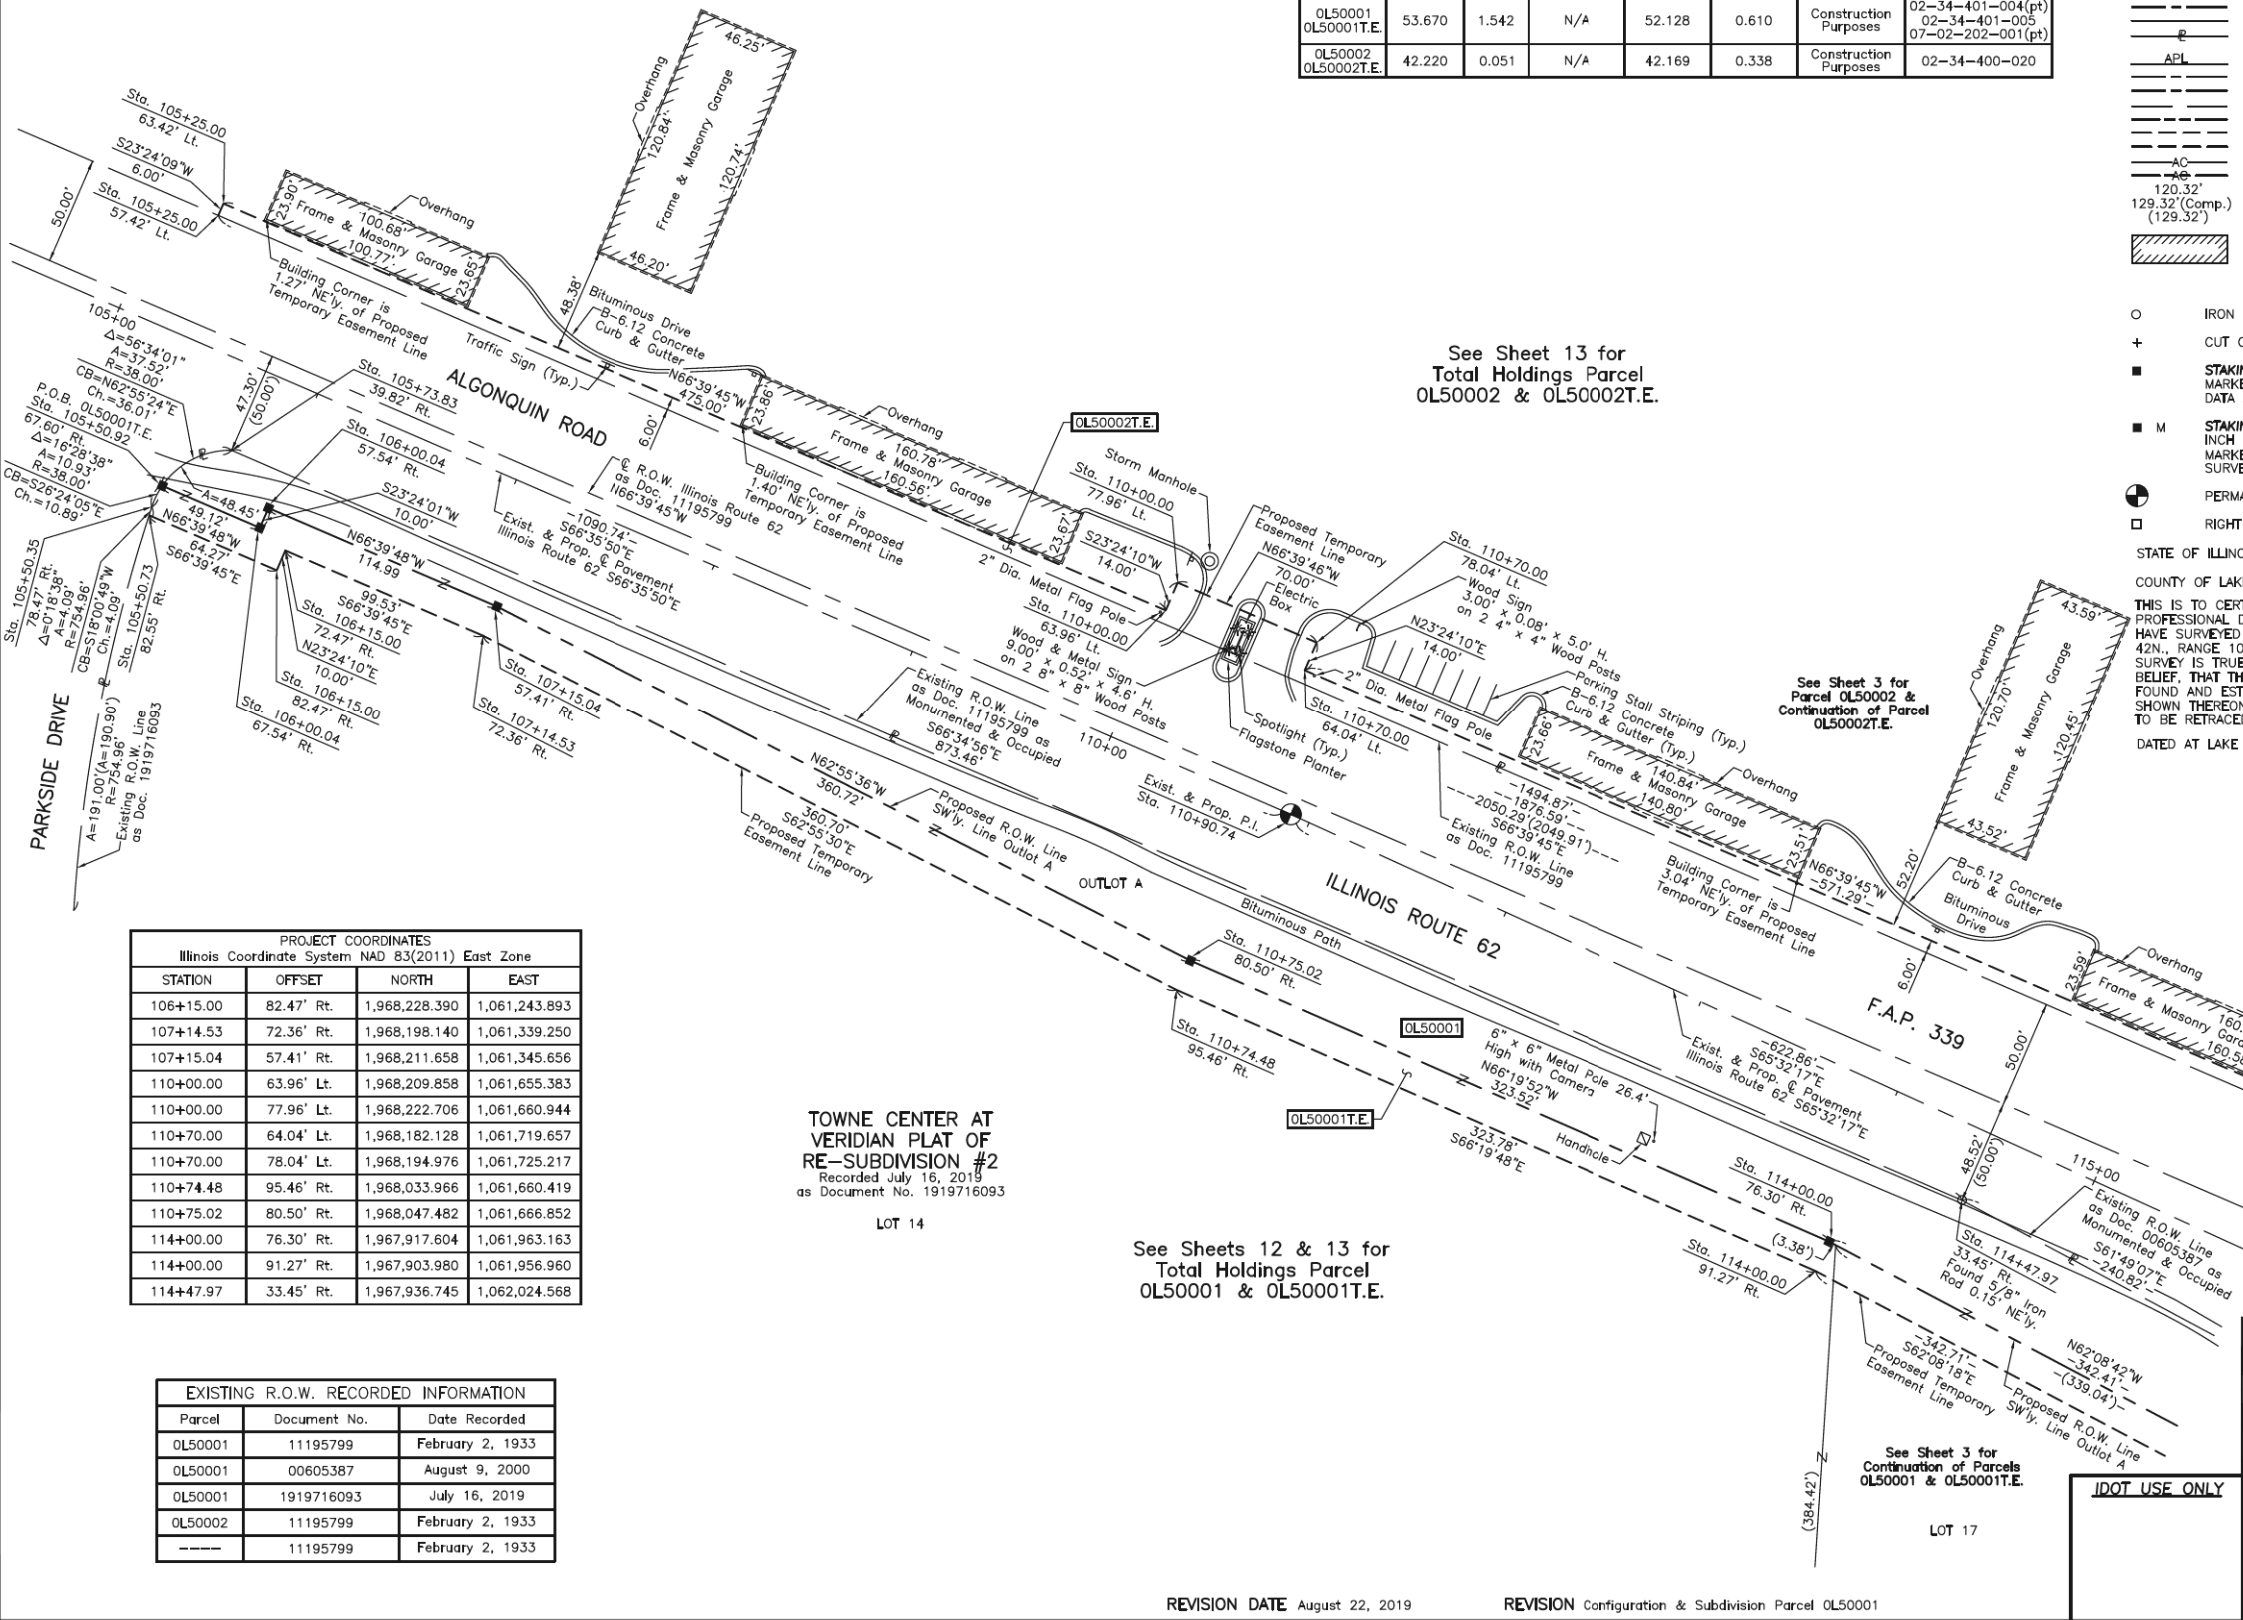 02-34-401-004(pt)
0L50001
0L50001T.E.
53.670
1.542
N/A
52.128
0.610
Construction
Purposes
02-34-401-005
07-02-202-001(pt)
0L50002
0L50002T.E.
42.220
0.051
N/A
42.169
0.338
Construction
Purposes
02-34-400-020
APL
AC
AC
120.32'
129.32'(Comp.)
(129.32')
IRON
CUT
STAKIN
MARKE
DATA
M
STAKIN
INCH
MARKE
SURVE
PERMA
RIGHT
STATE OF ILLINO
COUNTY OF LAK
THIS IS TO CERT
PROFESSIONAL D
HAVE SURVEYED
42N., RANGE 10
SURVEY IS TRUE
BELIEF, THAT TH
FOUND AND EST
SHOWN THEREON
TO BE RETRACED
DATED AT LAKE
Sta. 105+25.00
63.42' Lt.
S23°24'09"W
6.00'
Sta. 105+25.00
57.42' Lt.
50.00'
46.25'
Overhang
120.84'
Frame & Masonry Garage
120.74'
46.20'
48.38'
23.90'
100.68'
Overhang
Frame & Masonry Garage
100.77'
23.65'
Building Corner is
1.27' NE'ly. of Proposed
Temporary Easement Line
Bituminous Drive
B-6.12 Concrete
Curb & Gutter
Traffic Sign (Typ.)
N66°39'45"W
475.00'
105+00
Δ=56°34'01"
A=37.52'
R=38.00'
CB=N62°55'24"E
Ch.=36.01'
P.O.B. 0L50001T.E.
Sta. 105+50.92
67.60' Rt.
Δ=16°28'38"
A=10.93'
R=38.00'
CB=S26°24'05"E
Ch.=10.89'
47.30'
(50.00')
Sta. 105+73.83
39.82' Rt.
ALGONQUIN ROAD
Sta. 106+00.04
57.54' Rt.
S23°24'01"W
10.00'
A=48.45'
49.12'
N66°39'48"W
64.27'
S66°39'45"E
N66°39'48"W
114.99
6.00'
℄ R.O.W. Illinois Route 62
as Doc. 11195799
N66°39'45"W
-1090.74'-
S66°35'50"E
Exist. & Prop. ℄ Pavement
Illinois Route 62 S66°35'50"E
23.86'
Overhang
160.78'
Frame & Masonry Garage
160.56'
23.67'
Building Corner is
1.40' NE'ly. of Proposed
Temporary Easement Line
0L50002T.E.
Sta. 110+00.00
77.96' Lt.
Storm Manhole
S23°24'10"W
14.00'
2" Dia. Metal Flag Pole
Sta. 110+00.00
63.96' Lt.
Proposed Temporary
Easement Line
N66°39'46"W
70.00'
Electric
Box
Wood & Metal Sign
9.00' x 0.52' x 4.6' H.
on 2 8" x 8" Wood Posts
Spotlight (Typ.)
Flagstone Planter
Sta. 110+70.00
78.04' Lt.
Wood Sign
3.00' x 0.08' x 5.0' H.
on 2 4" x 4" Wood Posts
N23°24'10"E
14.00'
Parking Stall Striping (Typ.)
B-6.12 Concrete
Curb & Gutter (Typ.)
2" Dia. Metal Flag Pole
Sta. 110+70.00
64.04' Lt.
See Sheet 13 for
Total Holdings Parcel
0L50002 & 0L50002T.E.
See Sheet 3 for
Parcel 0L50002 &
Continuation of Parcel
0L50002T.E.
23.66'
Overhang
140.84'
Frame & Masonry Garage
140.80'
23.57'
43.59'
Overhang
120.70'
Frame & Masonry Garage
120.45'
43.52'
52.20'
-1494.87'-
--1876.59'--
---2050.29'(2049.91')---
S66°39'45"E
Existing R.O.W. Line
as Doc. 11195799
Building Corner is
3.04' NE'ly. of Proposed
Temporary Easement Line
N66°39'45"W
-571.29'-
B-6.12 Concrete
Curb & Gutter
Bituminous
Drive
6.00'
23.59'
Overhang
Frame & Masonry Gara
160.58
Sta. 105+50.35
78.47' Rt.
Δ=0°18'38"
A=4.09'
R=754.96'
CB=S18°00'49"W
Ch.=4.09'
Sta. 105+50.73
82.55' Rt.
PARKSIDE DRIVE
A=191.00'(A=190.90')
R=754.96'
Existing R.O.W. Line
as Doc. 1919716093
99.53'
S66°39'45"E
Sta. 106+15.00
72.47' Rt.
N23°24'10"E
10.00'
Sta. 106+15.00
82.47' Rt.
Sta. 106+00.04
67.54' Rt.
Sta. 107+15.04
57.41' Rt.
Sta. 107+14.53
72.36' Rt.
Existing R.O.W. Line
as Doc. 11195799 as
Monumented & Occupied
S66°34'56"E
873.46'
110+00
Exist. & Prop. P.I.
Sta. 110+90.74
N62°55'36"W
360.72'
Proposed R.O.W. Line
SW'ly. Line Outlot A
360.70'
S62°55'30"E
Proposed Temporary
Easement Line
OUTLOT A
Bituminous Path
ILLINOIS ROUTE 62
F.A.P. 339
Sta. 110+75.02
80.50' Rt.
Sta. 110+74.48
95.46' Rt.
0L50001
0L50001T.E.
6" x 6" Metal Pole 26.4'
High with Camera
N66°19'52"W
323.52'
323.78'
S66°19'48"E
Handhole
-622.86'-
S65°32'17"E
Exist. & Prop. ℄ Pavement
Illinois Route 62 S65°32'17"E
50.00'
48.52'
(50.00')
115+00
Sta. 114+00.00
76.30' Rt.
(3.38')
Sta. 114+00.00
91.27' Rt.
Sta. 114+47.97
33.45' Rt.
Found 5/8" Iron
Rod 0.15' NE'ly.
Existing R.O.W. Line
as Doc. 00605387 as
Monumented & Occupied
S61°49'07"E
-240.82'-
-342.71'-
S62°08'18"E
Proposed Temporary
Easement Line
N62°08'42"W
-342.41'-
-(339.04')-
Proposed R.O.W. Line
SW'ly. Line Outlot A
(384.42')
See Sheet 3 for
Continuation of Parcels
0L50001 & 0L50001T.E.
LOT 17
TOWNE CENTER AT
VERIDIAN PLAT OF
RE-SUBDIVISION #2
Recorded July 16, 2019
as Document No. 1919716093
LOT 14
See Sheets 12 & 13 for
Total Holdings Parcel
0L50001 & 0L50001T.E.
PROJECT COORDINATES
Illinois Coordinate System NAD 83(2011) East Zone
STATION OFFSET NORTH EAST
106+15.00 82.47' Rt. 1,968,228.390 1,061,243.893
107+14.53 72.36' Rt. 1,968,198.140 1,061,339.250
107+15.04 57.41' Rt. 1,968,211.658 1,061,345.656
110+00.00 63.96' Lt. 1,968,209.858 1,061,655.383
110+00.00 77.96' Lt. 1,968,222.706 1,061,660.944
110+70.00 64.04' Lt. 1,968,182.128 1,061,719.657
110+70.00 78.04' Lt. 1,968,194.976 1,061,725.217
110+74.48 95.46' Rt. 1,968,033.966 1,061,660.419
110+75.02 80.50' Rt. 1,968,047.482 1,061,666.852
114+00.00 76.30' Rt. 1,967,917.604 1,061,963.163
114+00.00 91.27' Rt. 1,967,903.980 1,061,956.960
114+47.97 33.45' Rt. 1,967,936.745 1,062,024.568
EXISTING R.O.W. RECORDED INFORMATION
Parcel Document No. Date Recorded
0L50001 11195799 February 2, 1933
0L50001 00605387 August 9, 2000
0L50001 1919716093 July 16, 2019
0L50002 11195799 February 2, 1933
---- 11195799 February 2, 1933
IDOT USE ONLY
REVISION DATE August 22, 2019
REVISION Configuration & Subdivision Parcel 0L50001